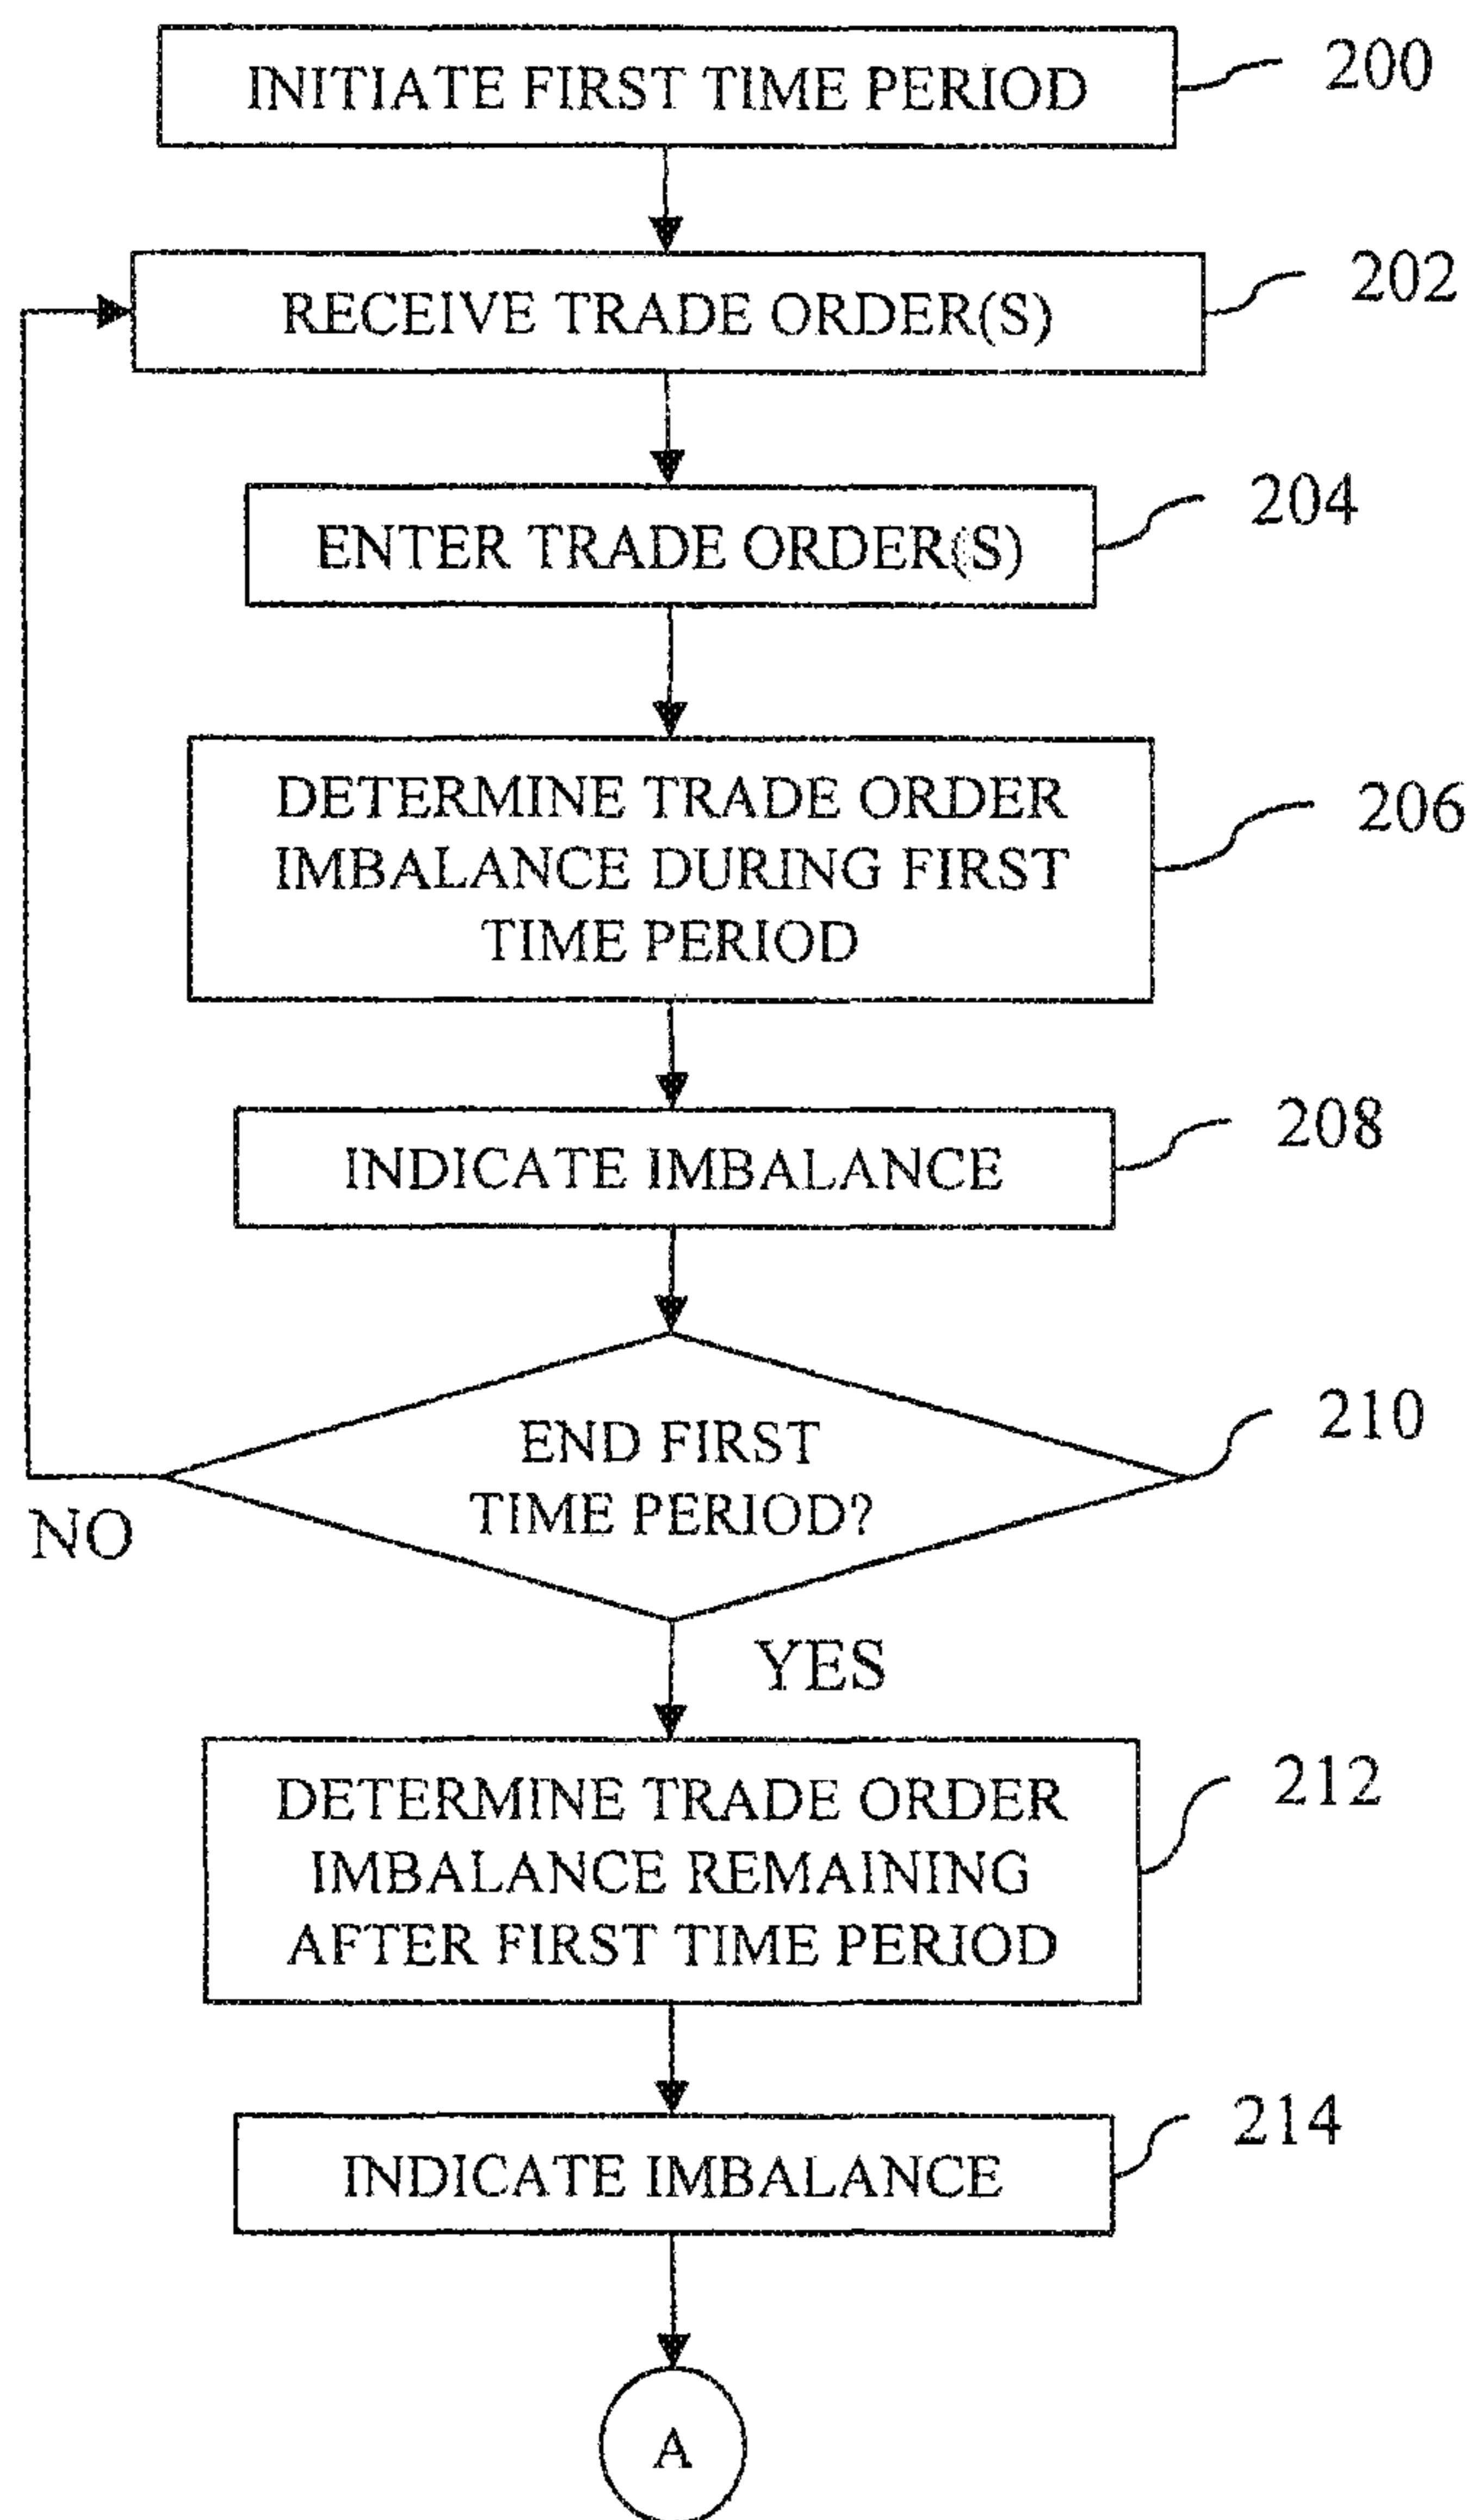 INITIATE FIRST TIME PERIOD
200
RECEIVE TRADE ORDER(S)
202
ENTER TRADE ORDER(S)
204
DETERMINE TRADE ORDER
IMBALANCE DURING FIRST
TIME PERIOD
206
INDICATE IMBALANCE
208
END FIRST
TIME PERIOD?
210
NO
YES
DETERMINE TRADE ORDER
IMBALANCE REMAINING
AFTER FIRST TIME PERIOD
212
INDICATE IMBALANCE
214
A